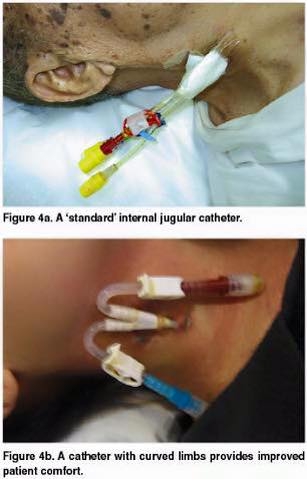 Figure 4a. A ‘standard’ internal jugular catheter.
Figure 4b. A catheter with curved limbs provides improved
patient comfort.